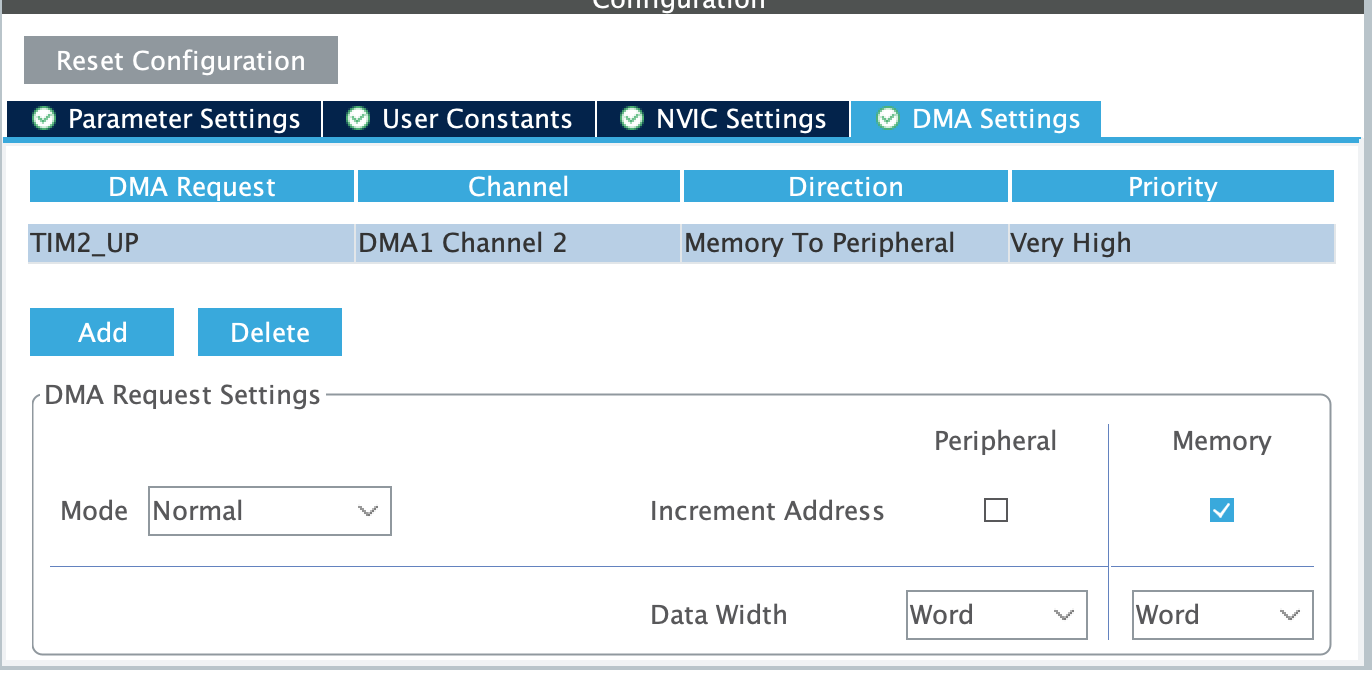 Configuration
Reset Configuration
Parameter Settings User Constants NVIC Settings DMA Settings
DMA Request Channel Direction Priority
TIM2_UP DMA1 Channel 2 Memory To Peripheral Very High
Add Delete
DMA Request Settings
Peripheral Memory
Mode Normal Increment Address
Data Width Word Word